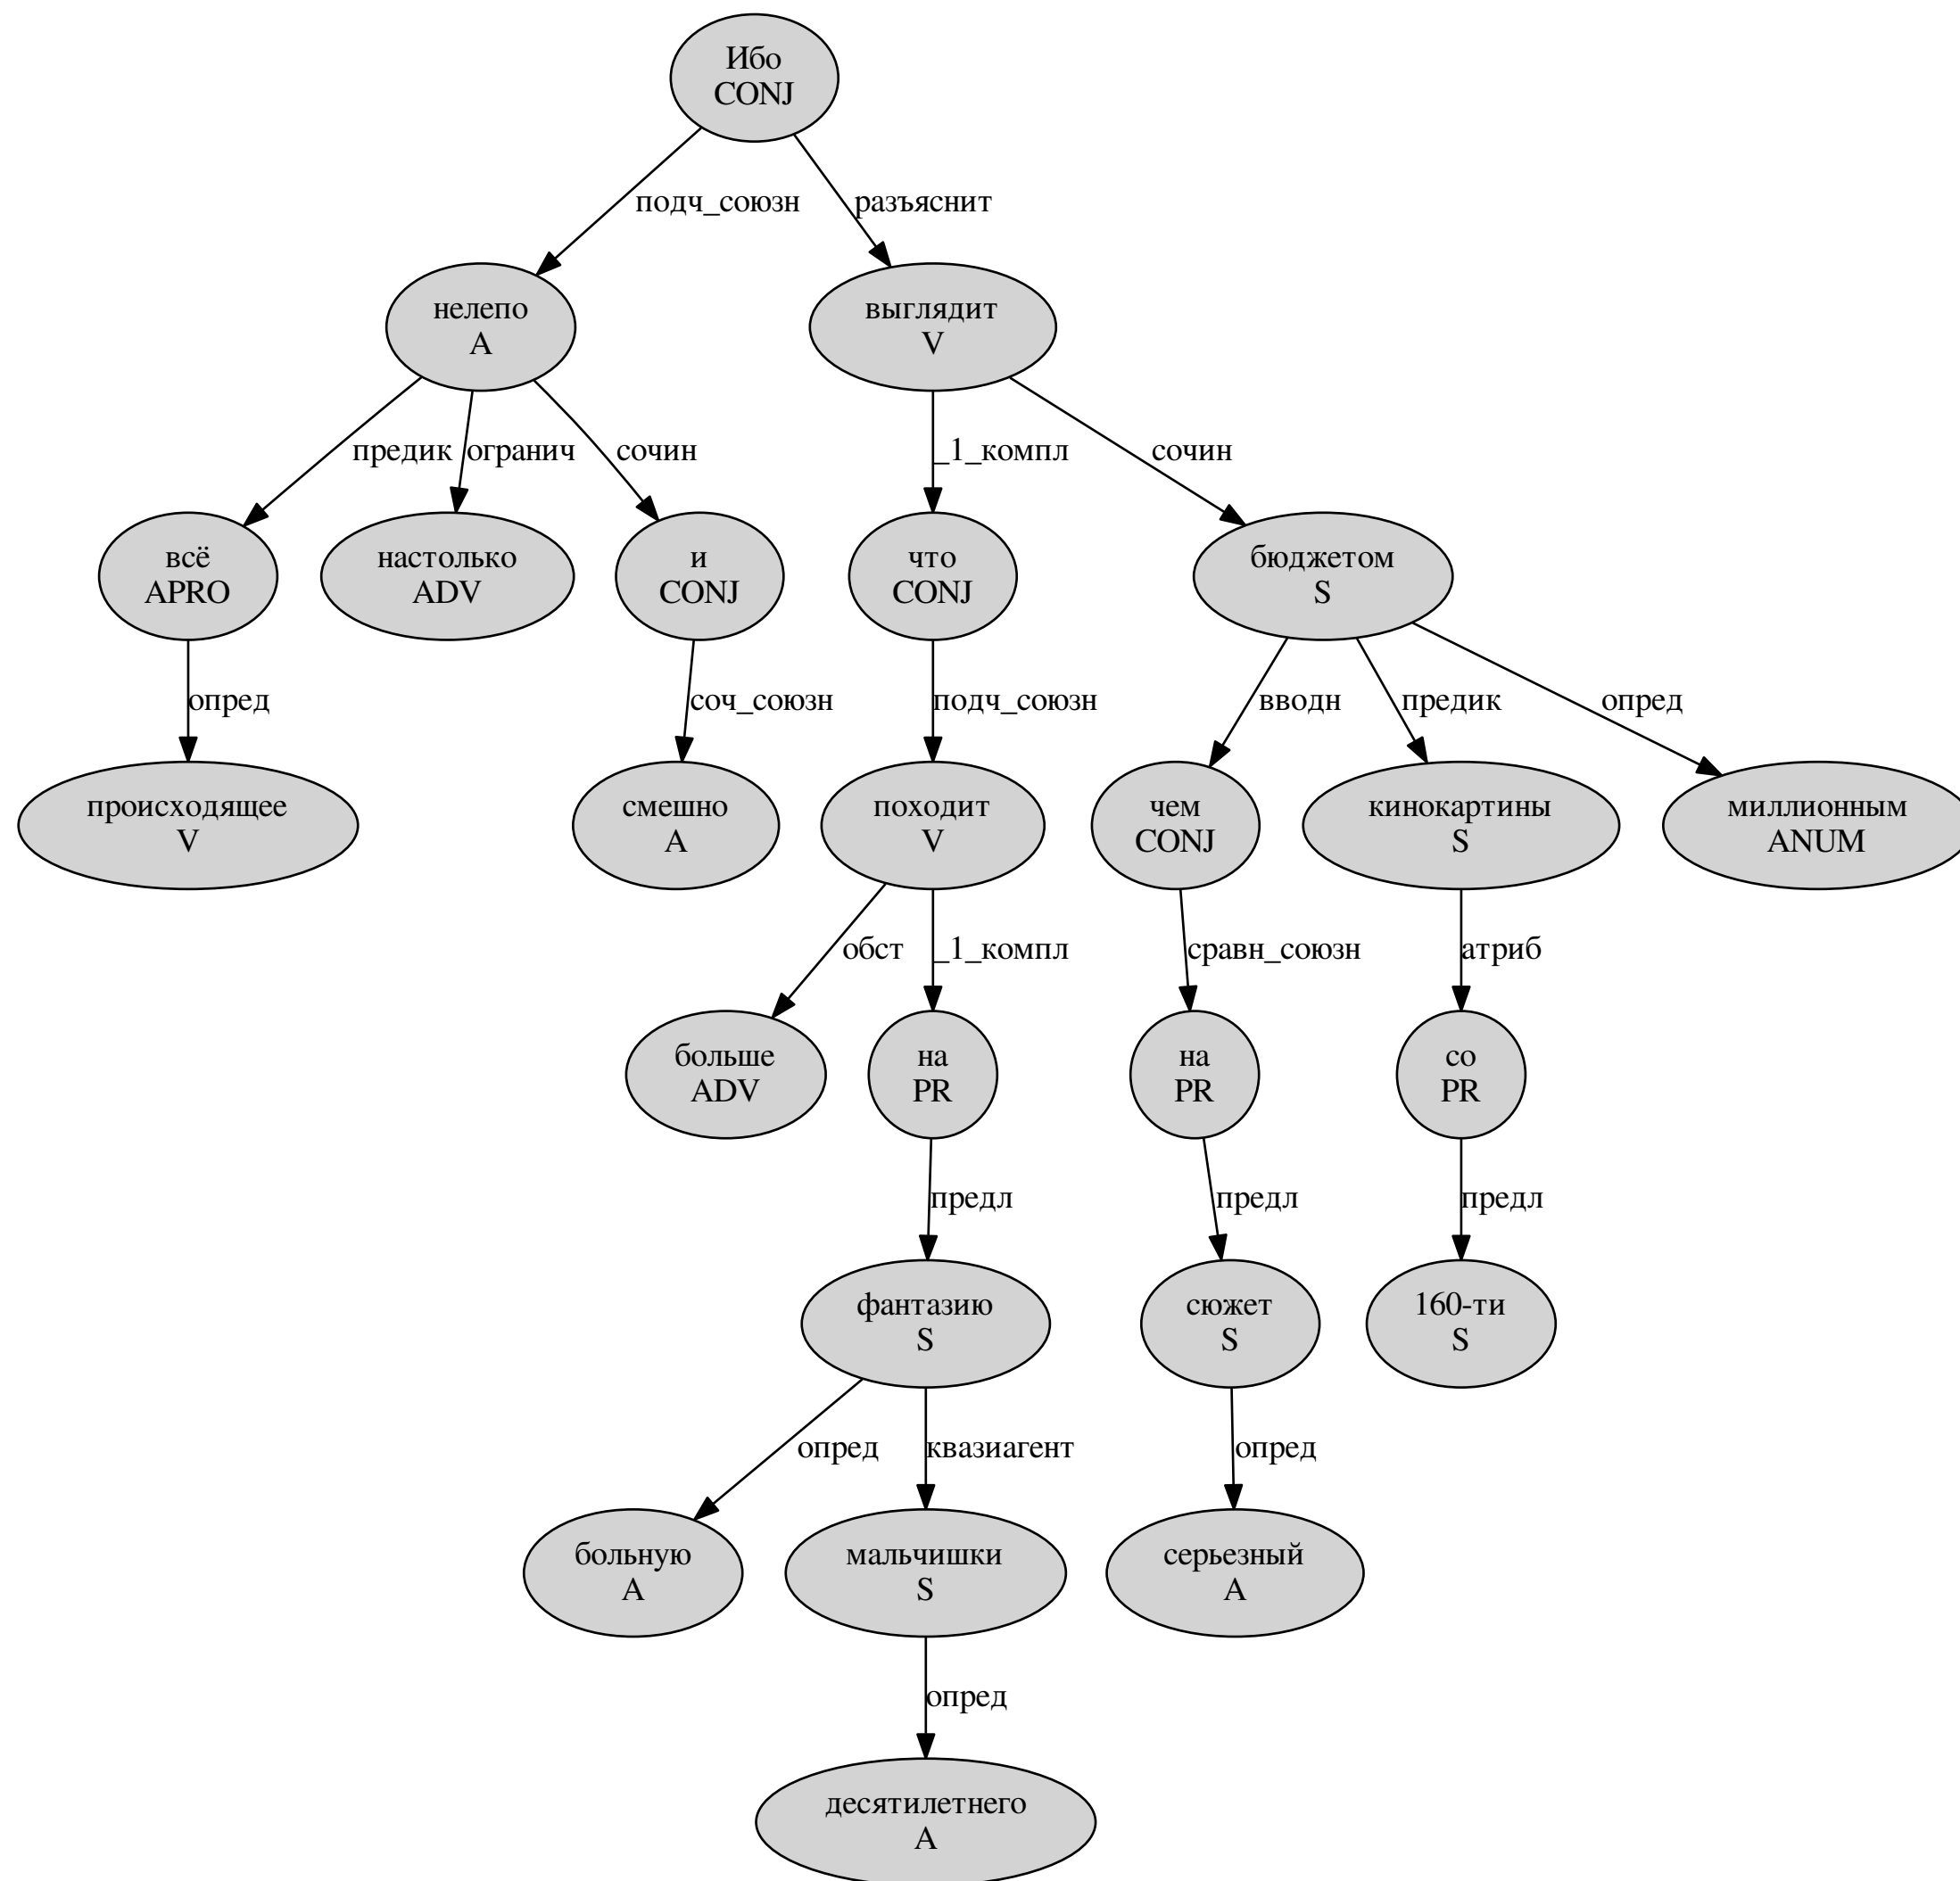 Ибо
CONJ
подч_союзн
разъяснит
нелепо
A
выглядит
V
предик
огранич
сочин
_1_компл
сочин
всё
APRO
настолько
ADV
и
CONJ
что
CONJ
бюджетом
S
опред
соч_союзн
подч_союзн
вводн
предик
опред
происходящее
V
смешно
A
походит
V
чем
CONJ
кинокартины
S
миллионным
ANUM
обст
_1_компл
сравн_союзн
атриб
больше
ADV
на
PR
на
PR
со
PR
предл
предл
предл
фантазию
S
сюжет
S
160-ти
S
опред
квазиагент
опред
больную
A
мальчишки
S
серьезный
A
опред
десятилетнего
A